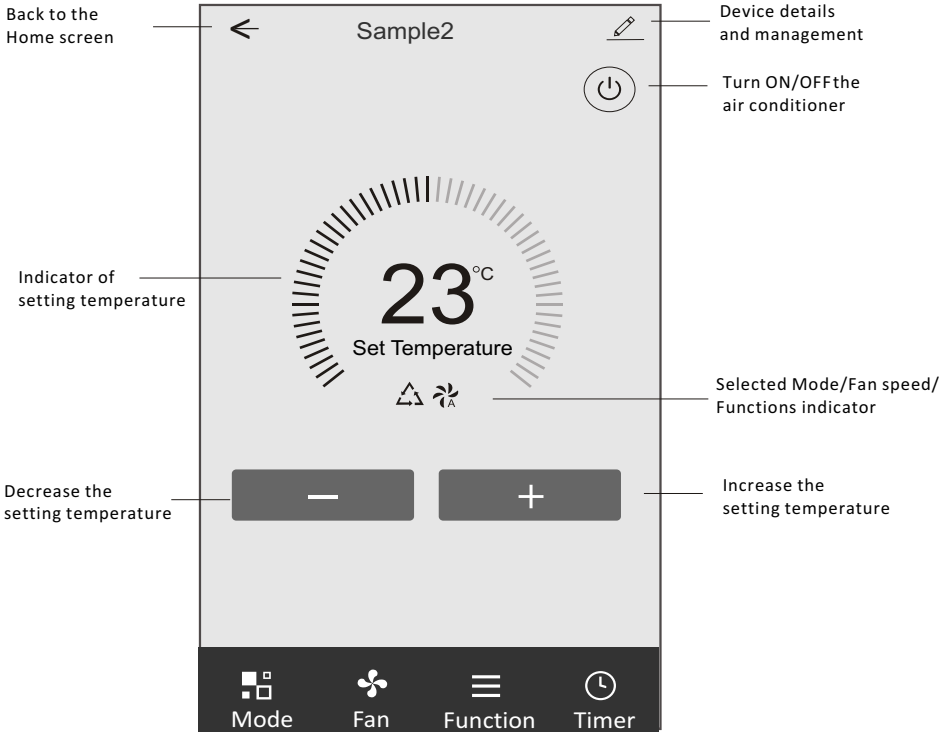 Back to the
Home screen
Sample2
Device details
and management
Turn ON/OFF the
air conditioner
Indicator of
setting temperature
23°C
Set Temperature
A
Selected Mode/Fan speed/
Functions indicator
Decrease the
setting temperature
Increase the
setting temperature
Mode
Fan
Function
Timer